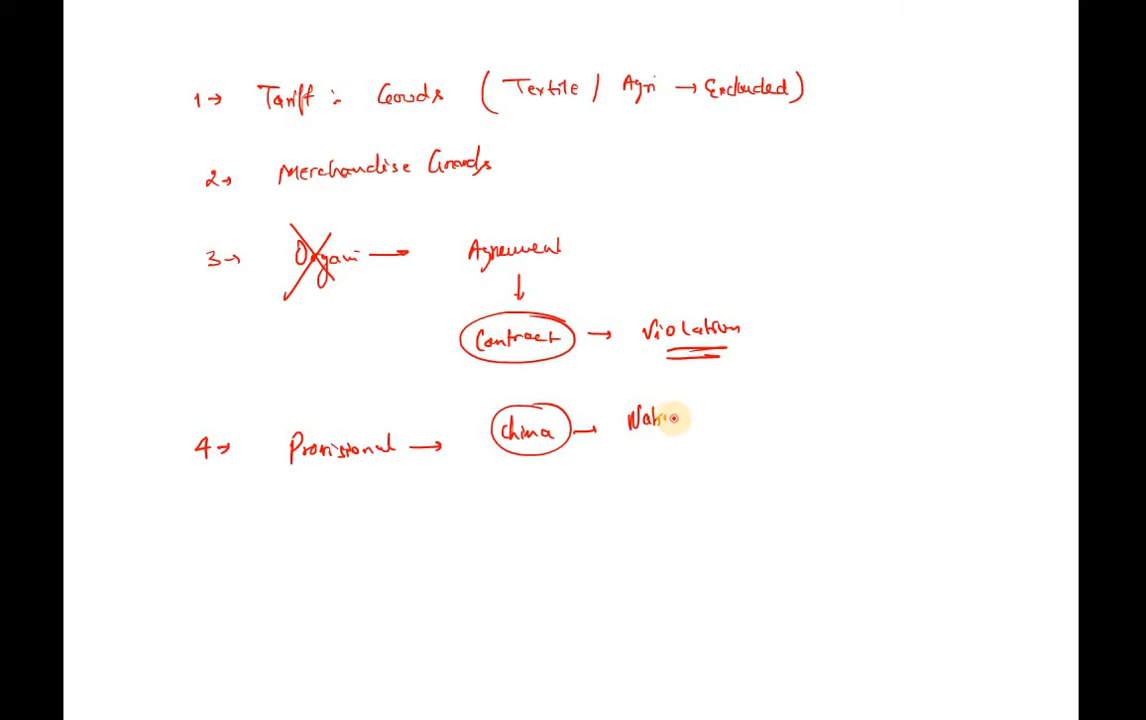 1→ Tariff :- Goods ( Textile / Agri → Excluded )
2→ Merchandise Goods
3→ Organi → Agreement
↓
Contract → Violation
4→ Provisional → China →